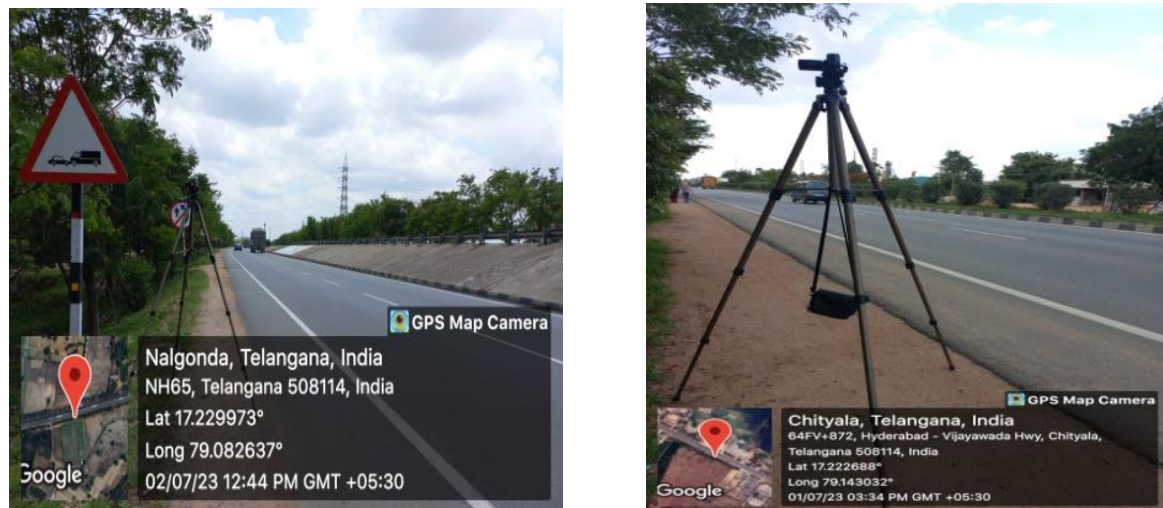 GPS Map Camera
Nalgonda, Telangana, India
NH65, Telangana 508114, India
Lat 17.229973°
Long 79.082637°
02/07/23 12:44 PM GMT +05:30
Google
GPS Map Camera
Chityala, Telangana, India
64FV+872, Hyderabad - Vijayawada Hwy, Chityala,
Telangana 508114, India
Lat 17.222688°
Long 79.143032°
01/07/23 03:34 PM GMT +05:30
Google